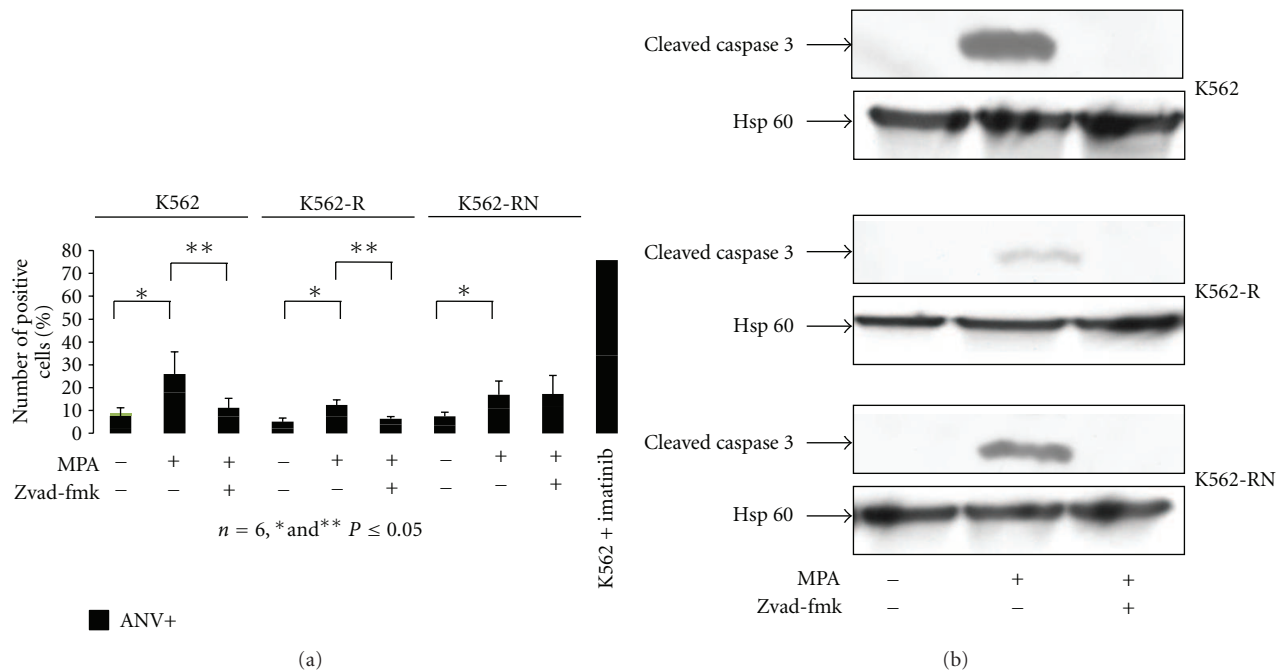 K562 K562-R K562-RN
Number of positive
cells (%)
80
70
60
50
40
30
20
10
0
* ** * ** *
MPA − + + − + + − + +
Zvad-fmk − − + − − + − − +
K562 + imatinib
n = 6, *and** P ≤ 0.05
ANV+
(a)
Cleaved caspase 3
K562
Hsp 60
Cleaved caspase 3
K562-R
Hsp 60
Cleaved caspase 3
K562-RN
Hsp 60
MPA − + +
Zvad-fmk − − +
(b)